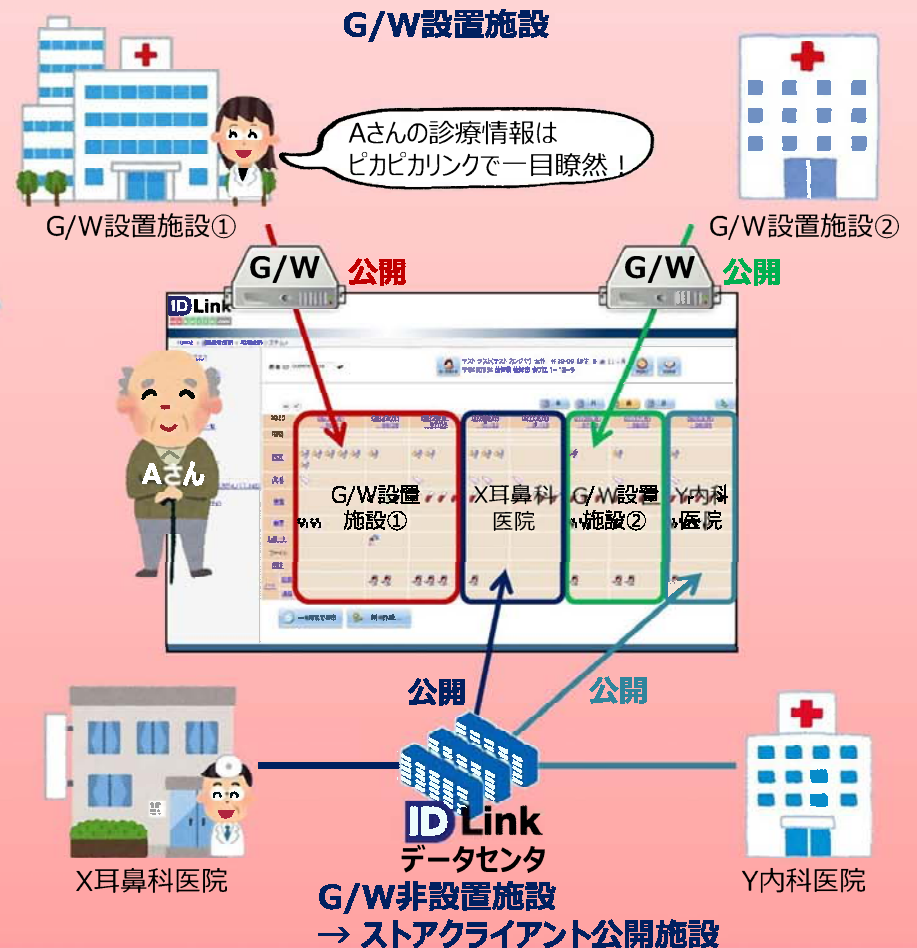 G/W設置施設
Aさんの診療情報は
ピカピカリンクで一目瞭然！
G/W設置施設①
G/W設置施設②
G/W
公開
G/W
公開
ID Link
Aさん
G/W設置
施設①
X耳鼻科
医院
G/W設置
施設②
Y内科
医院
公開
公開
ID Link
データセンタ
X耳鼻科医院
Y内科医院
G/W非設置施設
→ ストアクライアント公開施設